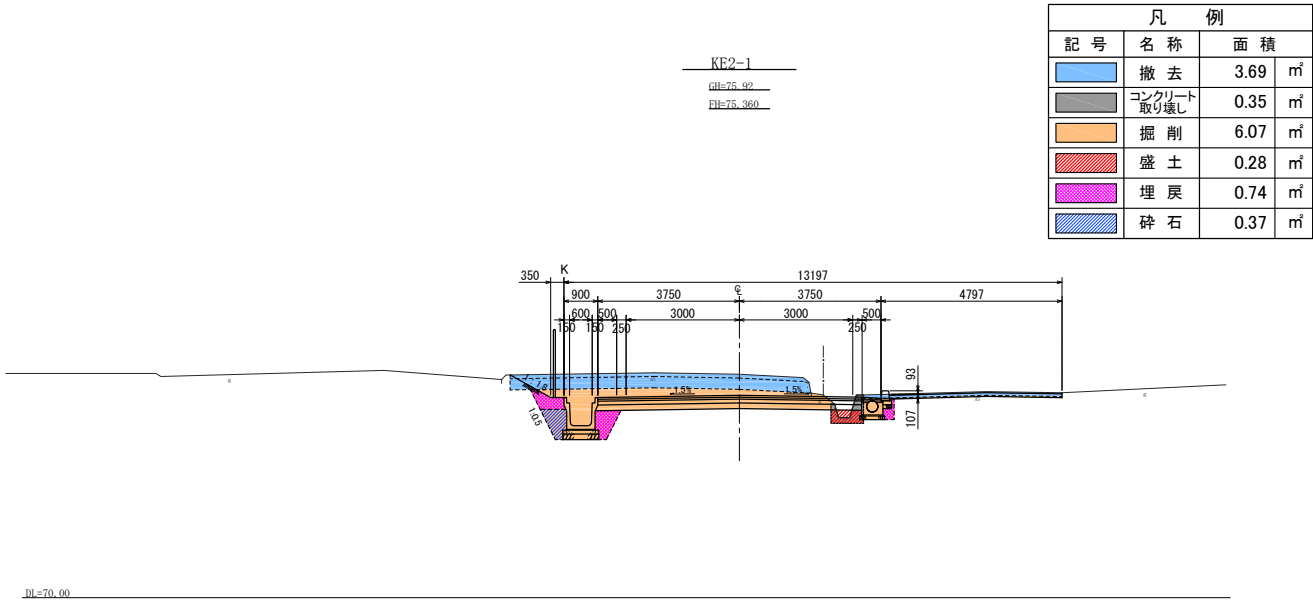 凡 例
記 号 名 称 面 積
撤 去 3.69 ㎡
コンクリート
取り壊し 0.35 ㎡
掘 削 6.07 ㎡
盛 土 0.28 ㎡
埋 戻 0.74 ㎡
砕 石 0.37 ㎡
KE2-1
GH=75.92
FH=75.360
K
350 13197
900 3750 ℄ 3750 4797
600 500 3000 3000 500
150 150 250 250
93
1.5% 1.5%
1:0.5
107
DL=70.00